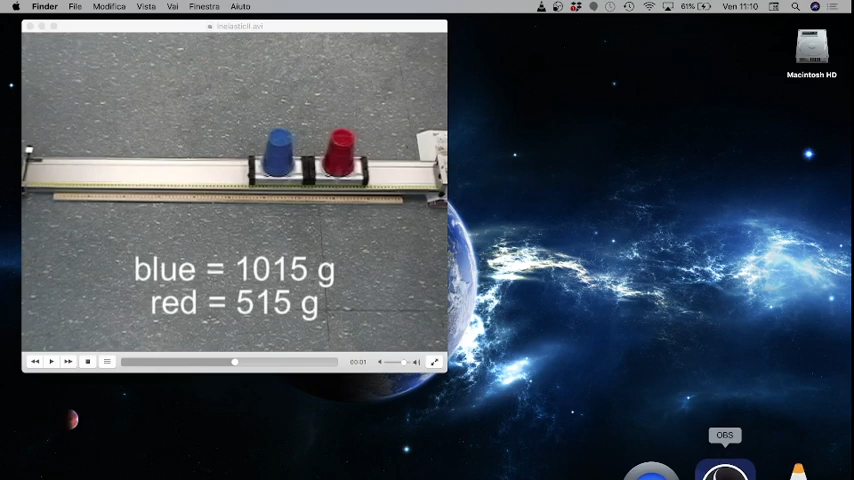 Finder File Modifica Vista Vai Finestra Aiuto 61% Ven 11:10
inelasticII.avi
Macintosh HD
blue = 1015 g
red = 515 g
00:01
OBS